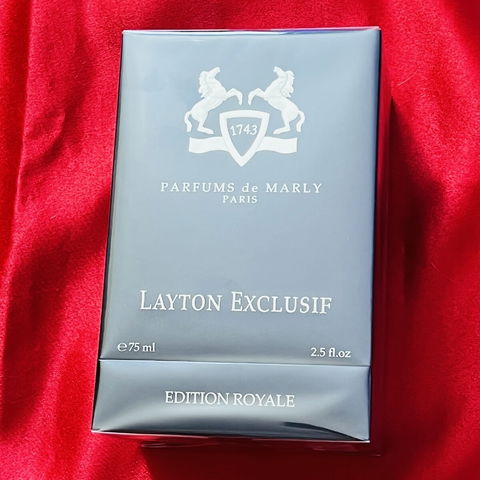 1743
PARFUMS de MARLY
PARIS
LAYTON EXCLUSIF
℮75 ml 2.5 fl.oz
EDITION ROYALE